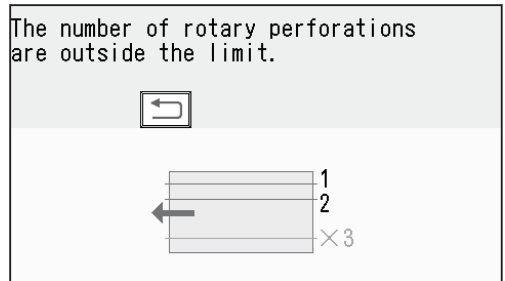 The number of rotary perforations
are outside the limit.
1
2
×3